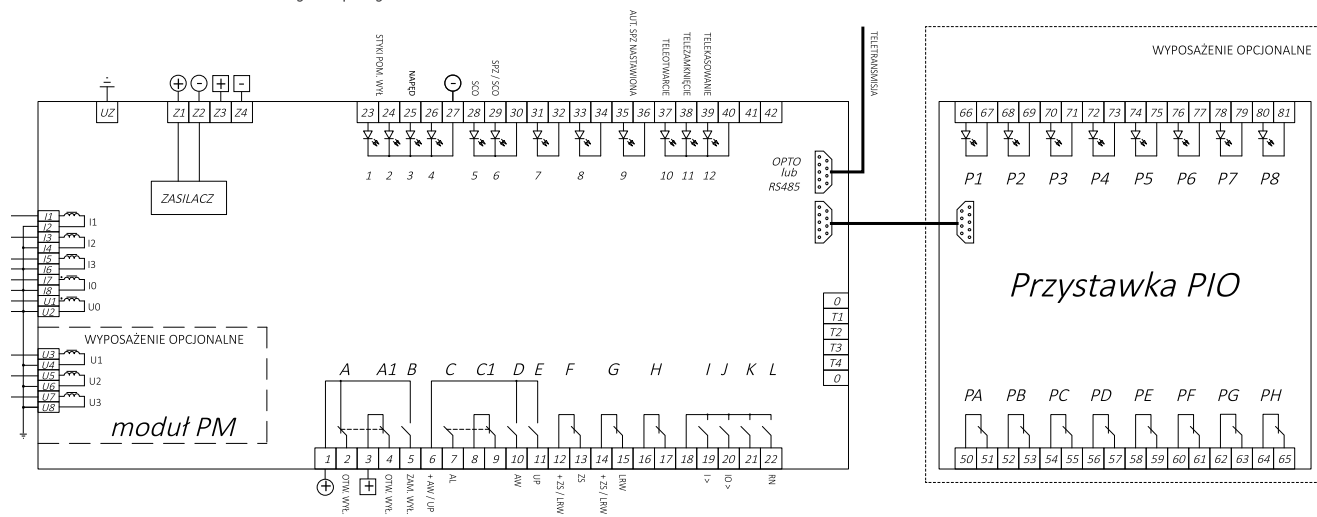 AUT. SPZ NASTAWIONA
STYKI POM. WYŁ
NAPĘD
SCO
SPZ / SCO
TELEOTWARCIE
TELEZAMKNIĘCIE
TELEKASOWANIE
TELETRANSMISJA
WYPOSAŻENIE OPCJONALNE
+ - + -
-
UZ Z1 Z2 Z3 Z4
23 24 25 26 27 28 29 30 31 32 33 34 35 36 37 38 39 40 41 42
66 67 68 69 70 71 72 73 74 75 76 77 78 79 80 81
1 2 3 4 5 6 7 8 9 10 11 12
OPTO
lub
RS485
P1 P2 P3 P4 P5 P6 P7 P8
ZASILACZ
I1
I2
I3
I4
I5
I6
I7
I8
U1
U2
I1
I2
I3
I0
U0
Przystawka PIO
0
T1
T2
T3
T4
0
WYPOSAŻENIE OPCJONALNE
U3
U4
U5
U6
U7
U8
U1
U2
U3
moduł PM
A A1 B C C1 D E F G H I J K L
PA PB PC PD PE PF PG PH
1 2 3 4 5 6 7 8 9 10 11 12 13 14 15 16 17 18 19 20 21 22
50 51 52 53 54 55 56 57 58 59 60 61 62 63 64 65
+
OTW. WYŁ.
+
OTW. WYŁ.
ZAM. WYŁ.
+ AW / UP
AL
AW
UP
+ ZS / LRW
ZS
+ ZS / LRW
LRW
I >
I0 >
RN